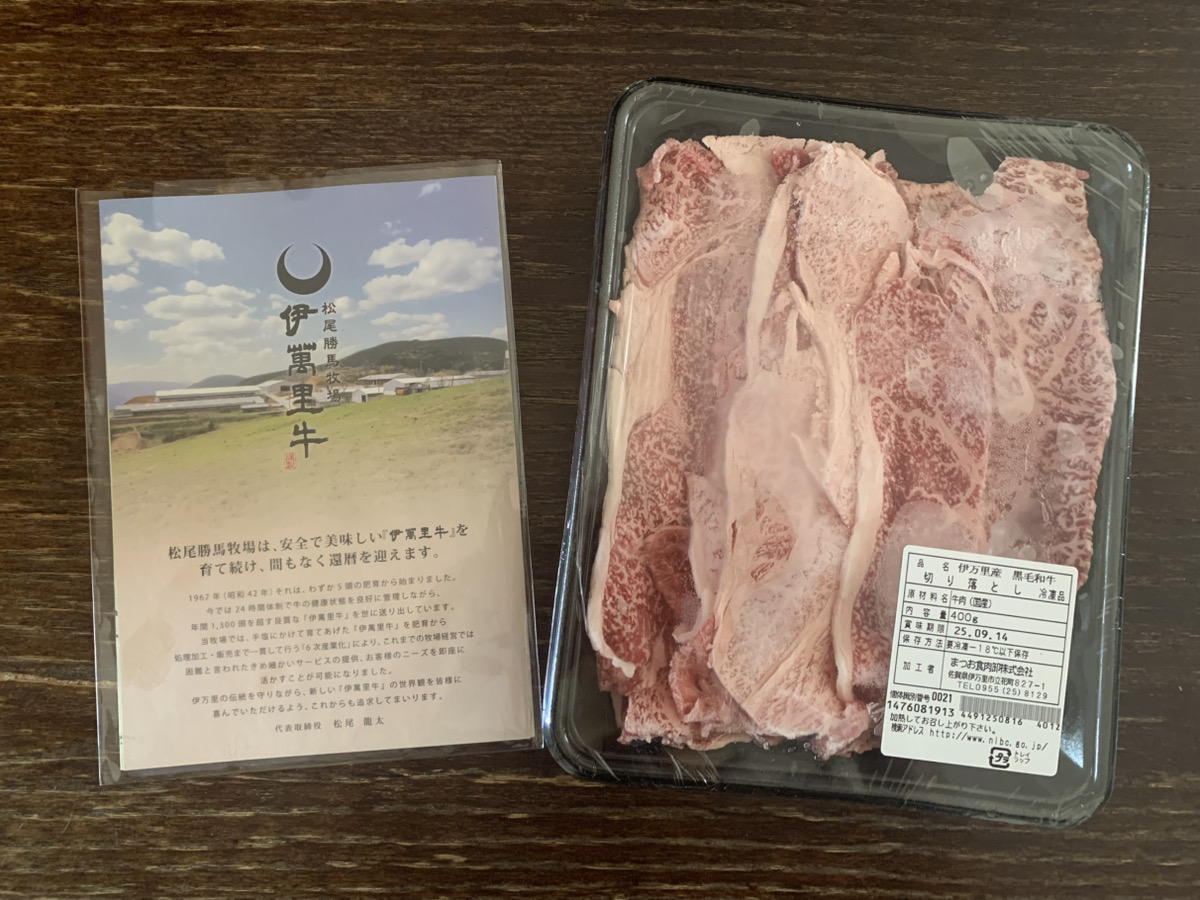 松尾勝馬牧場
伊萬里牛
松尾勝馬牧場は、安全で美味しい『伊萬里牛』を
育て続け、間もなく還暦を迎えます。
1967年(昭和42年)それは、わずか5頭の肥育から始まりました。
今では24時間体制で牛の健康状態を良好に管理しながら、
年間1,300頭を超す良質な「伊萬里牛」を世に送り出しています。
当牧場では、手塩にかけて育てあげた「伊萬里牛」を肥育から
処理加工・販売まで一貫して行う「6次産業化」により、これまでの牧場経営では
困難と言われたきめ細かいサービスの提供、お客様のニーズを即座に
活かすことが可能になりました。
伊万里の伝統を守りながら、新しい「伊萬里牛」の世界観を皆様に
喜んでいただけるよう、これからも追求してまいります。
代表取締役 松尾 龍太
品名 伊万里産 黒毛和牛
切り落とし 冷凍品
原材料名 牛肉(国産)
内容量 400g
賞味期限 25.09.14
保存方法 要冷凍-18℃以下保存
加工者 まつお食肉卸株式会社
佐賀県伊万里市立花町827-1
TEL0955(25)8129
個体識別番号 0021
1476081913 4491250816 4012
加熱してお召し上がり下さい。
検索アドレス http://www.nlbc.go.jp/
プラ トレイ
ラップ